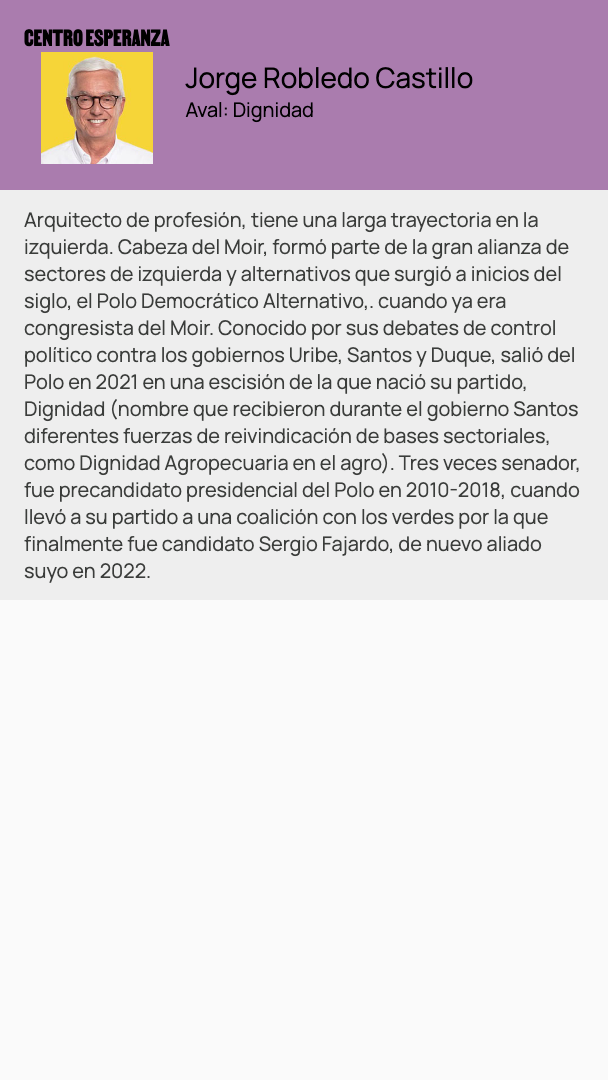 CENTRO ESPERANZA
Jorge Robledo Castillo
Aval: Dignidad
Arquitecto de profesión, tiene una larga trayectoria en la
izquierda. Cabeza del Moir, formó parte de la gran alianza de
sectores de izquierda y alternativos que surgió a inicios del
siglo, el Polo Democrático Alternativo,. cuando ya era
congresista del Moir. Conocido por sus debates de control
político contra los gobiernos Uribe, Santos y Duque, salió del
Polo en 2021 en una escisión de la que nació su partido,
Dignidad (nombre que recibieron durante el gobierno Santos
diferentes fuerzas de reivindicación de bases sectoriales,
como Dignidad Agropecuaria en el agro). Tres veces senador,
fue precandidato presidencial del Polo en 2010-2018, cuando
llevó a su partido a una coalición con los verdes por la que
finalmente fue candidato Sergio Fajardo, de nuevo aliado
suyo en 2022.